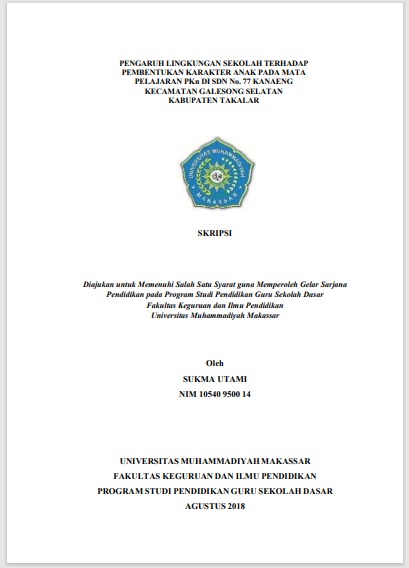 PENGARUH LINGKUNGAN SEKOLAH TERHADAP
PEMBENTUKAN KARAKTER ANAK PADA MATA
PELAJARAN PKn DI SDN No. 77 KANAENG
KECAMATAN GALESONG SELATAN
KABUPATEN TAKALAR
UNIVERSITAS MUHAMMADIYAH
MAKASSAR
SKRIPSI
Diajukan untuk Memenuhi Salah Satu Syarat guna Memperoleh Gelar Sarjana
Pendidikan pada Program Studi Pendidikan Guru Sekolah Dasar
Fakultas Keguruan dan Ilmu Pendidikan
Universitas Muhammadiyah Makassar
Oleh
SUKMA UTAMI
NIM 10540 9500 14
UNIVERSITAS MUHAMMADIYAH MAKASSAR
FAKULTAS KEGURUAN DAN ILMU PENDIDIKAN
PROGRAM STUDI PENDIDIKAN GURU SEKOLAH DASAR
AGUSTUS 2018